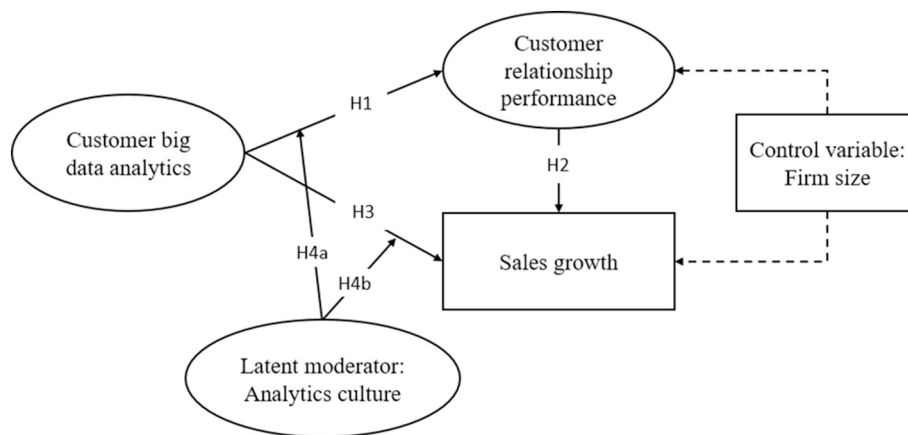 Customer
relationship
performance
H1
Customer big
data analytics
Control variable:
Firm size
H2
H3
H4a
H4b
Sales growth
Latent moderator:
Analytics culture